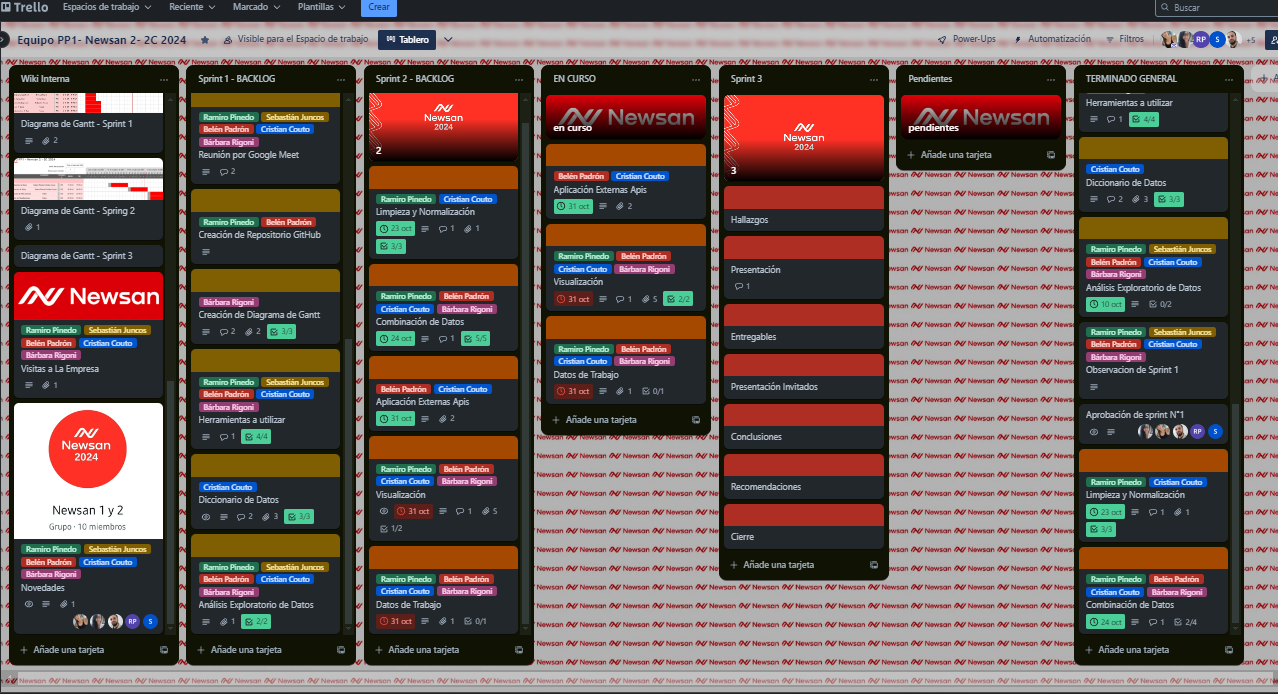 Trello
Espacios de trabajo
Reciente
Marcado
Plantillas
Crear
Buscar
Equipo PP1- Newsan 2- 2C 2024
Visible para el Espacio de trabajo
Tablero
Power-Ups
Automatización
Filtros
RP
S
+5
Wiki Interna
Diagrama de Gantt - Sprint 1
2
Diagrama de Gantt - Spring 2
1
Diagrama de Gantt - Sprint 3
Newsan
Ramiro Pinedo Sebastián Juncos
Belén Padrón Cristian Couto
Bárbara Rigoni
Visitas a La Empresa
1
Newsan
2024
Newsan 1 y 2
Grupo · 10 miembros
Ramiro Pinedo Sebastián Juncos
Belén Padrón Cristian Couto
Bárbara Rigoni
Novedades
1
RP S
Añade una tarjeta
Sprint 1 - BACKLOG
Ramiro Pinedo Sebastián Juncos
Belén Padrón Cristian Couto
Bárbara Rigoni
Reunión por Google Meet
2
Ramiro Pinedo Belén Padrón
Creación de Repositorio GitHub
Bárbara Rigoni
Creación de Diagrama de Gantt
2 2 3/3
Ramiro Pinedo Sebastián Juncos
Belén Padrón Cristian Couto
Bárbara Rigoni
Herramientas a utilizar
1 4/4
Cristian Couto
Diccionario de Datos
2 3 3/3
Ramiro Pinedo Sebastián Juncos
Belén Padrón Cristian Couto
Bárbara Rigoni
Análisis Exploratorio de Datos
1 2/2
Añade una tarjeta
Sprint 2 - BACKLOG
Newsan
2024
2
Ramiro Pinedo Cristian Couto
Limpieza y Normalización
23 oct 1 1
3/3
Ramiro Pinedo Belén Padrón
Cristian Couto Bárbara Rigoni
Combinación de Datos
24 oct 1 5/5
Belén Padrón Cristian Couto
Aplicación Externas Apis
31 oct 2
Ramiro Pinedo Belén Padrón
Cristian Couto Bárbara Rigoni
Visualización
31 oct 1 5
1/2
Ramiro Pinedo Belén Padrón
Cristian Couto Bárbara Rigoni
Datos de Trabajo
31 oct 1 0/1
Añade una tarjeta
EN CURSO
Newsan
en curso
Belén Padrón Cristian Couto
Aplicación Externas Apis
31 oct 2
Ramiro Pinedo Belén Padrón
Cristian Couto Bárbara Rigoni
Visualización
31 oct 1 5 2/2
Ramiro Pinedo Belén Padrón
Cristian Couto Bárbara Rigoni
Datos de Trabajo
31 oct 1 0/1
Añade una tarjeta
Sprint 3
Newsan
2024
3
Hallazgos
Presentación
1
Entregables
Presentación Invitados
Conclusiones
Recomendaciones
Cierre
Añade una tarjeta
Pendientes
Newsan
pendientes
Añade una tarjeta
TERMINADO GENERAL
Herramientas a utilizar
1 4/4
Cristian Couto
Diccionario de Datos
2 3 3/3
Ramiro Pinedo Sebastián Juncos
Belén Padrón Cristian Couto
Bárbara Rigoni
Análisis Exploratorio de Datos
10 oct 0/2
Ramiro Pinedo Sebastián Juncos
Belén Padrón Cristian Couto
Bárbara Rigoni
Observacion de Sprint 1
Aprobación de sprint N°1
RP S
Ramiro Pinedo Cristian Couto
Limpieza y Normalización
23 oct 1 1
3/3
Ramiro Pinedo Belén Padrón
Cristian Couto Bárbara Rigoni
Combinación de Datos
24 oct 1 2/4
Añade una tarjeta